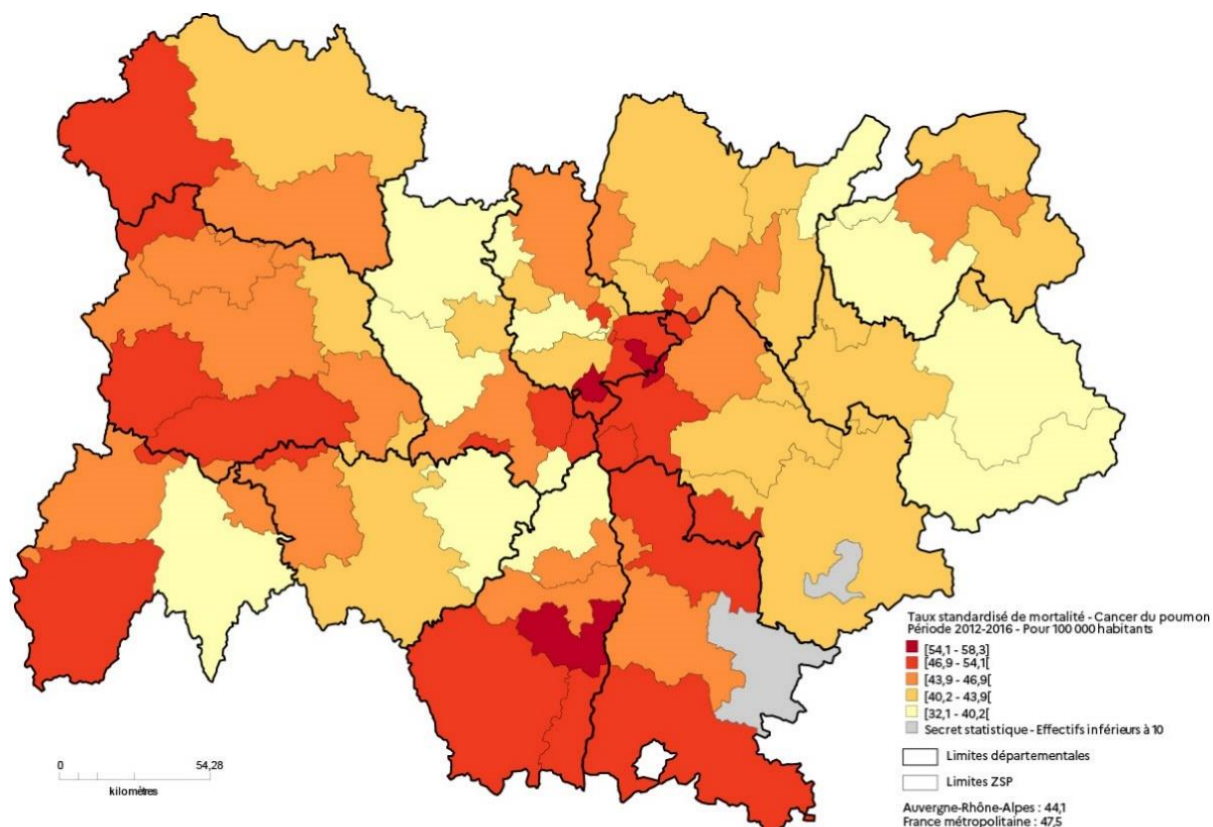 Taux standardisé de mortalité - Cancer du poumon
Période 2012-2016 - Pour 100 000 habitants
[54,1 - 58,3]
[46,9 - 54,1[
[43,9 - 46,9[
[40,2 - 43,9[
[32,1 - 40,2[
Secret statistique - Effectifs inférieurs à 10
Limites départementales
Limites ZSP
Auvergne-Rhône-Alpes : 44,1
France métropolitaine : 47,5
0 54,28
kilomètres